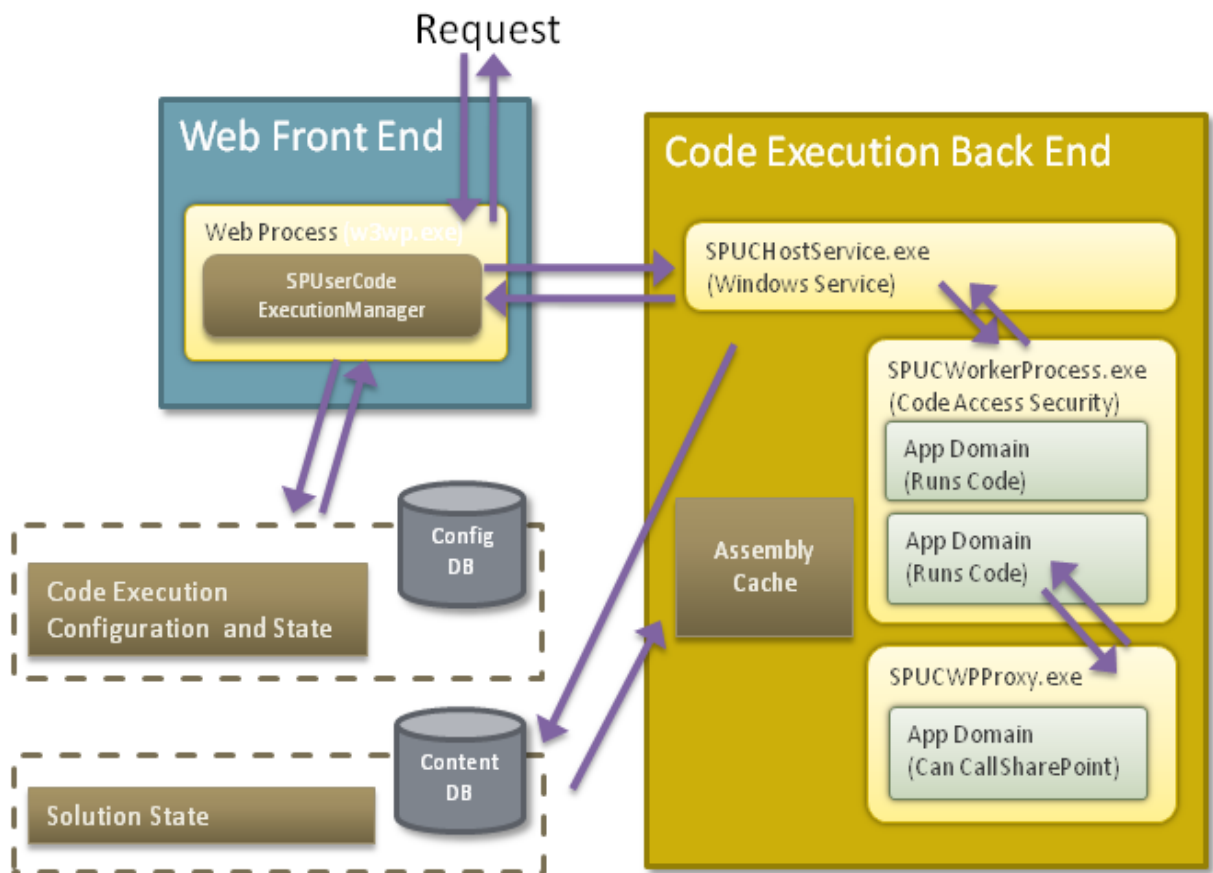 Request
Web Front End
Web Process (w3wp.exe)
SPUserCode
ExecutionManager
Code Execution Back End
SPUCHostService.exe
(Windows Service)
SPUCWorkerProcess.exe
(Code Access Security)
App Domain
(Runs Code)
App Domain
(Runs Code)
Assembly
Cache
SPUCWPProxy.exe
App Domain
(Can CallSharePoint)
Config
DB
Code Execution
Configuration and State
Content
DB
Solution State